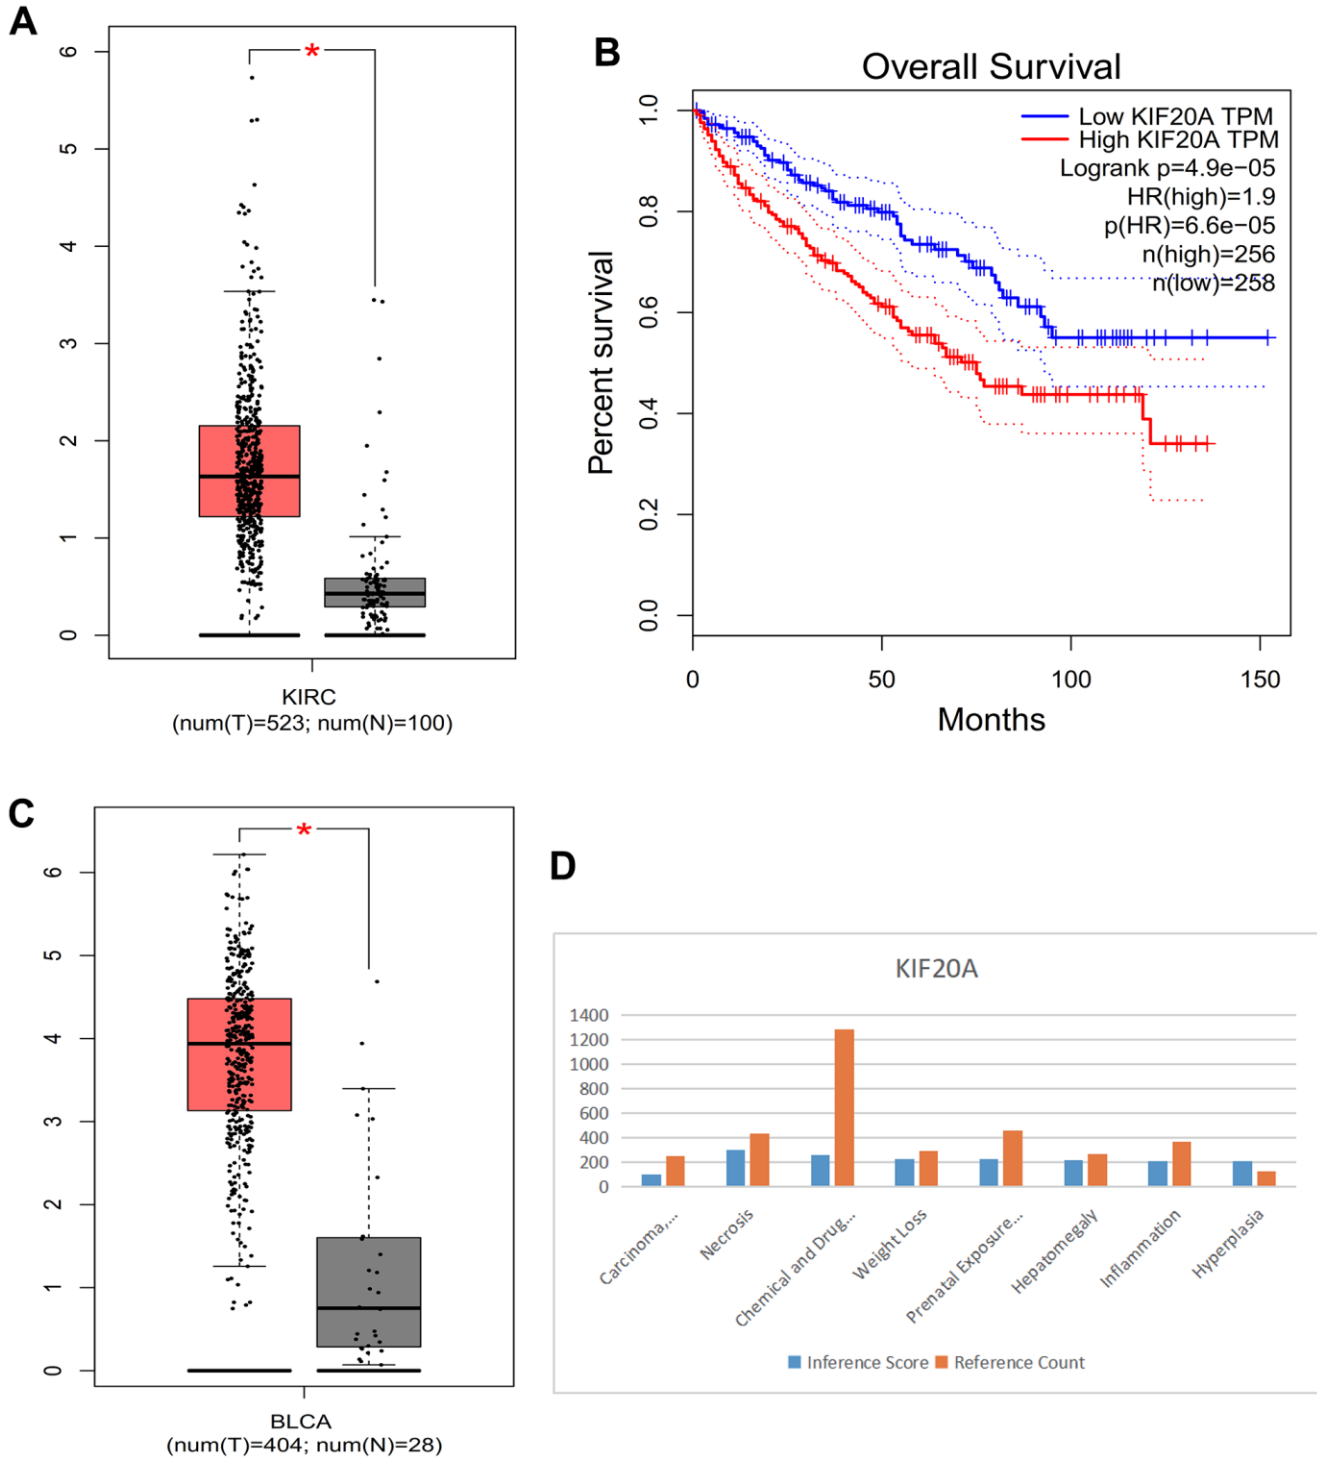 A
6
5
4
3
2
1
0
*
KIRC
(num(T)=523; num(N)=100)
B
Overall Survival
Low KIF20A TPM
High KIF20A TPM
Logrank p=4.9e−05
HR(high)=1.9
p(HR)=6.6e−05
n(high)=256
n(low)=258
Percent survival
1.0
0.8
0.6
0.4
0.2
0.0
0
50
100
150
Months
C
6
5
4
3
2
1
0
*
BLCA
(num(T)=404; num(N)=28)
D
KIF20A
1400
1200
1000
800
600
400
200
0
Carcinoma,...
Necrosis
Chemical and Drug...
Weight Loss
Prenatal Exposure...
Hepatomegaly
Inflammation
Hyperplasia
Inference Score
Reference Count